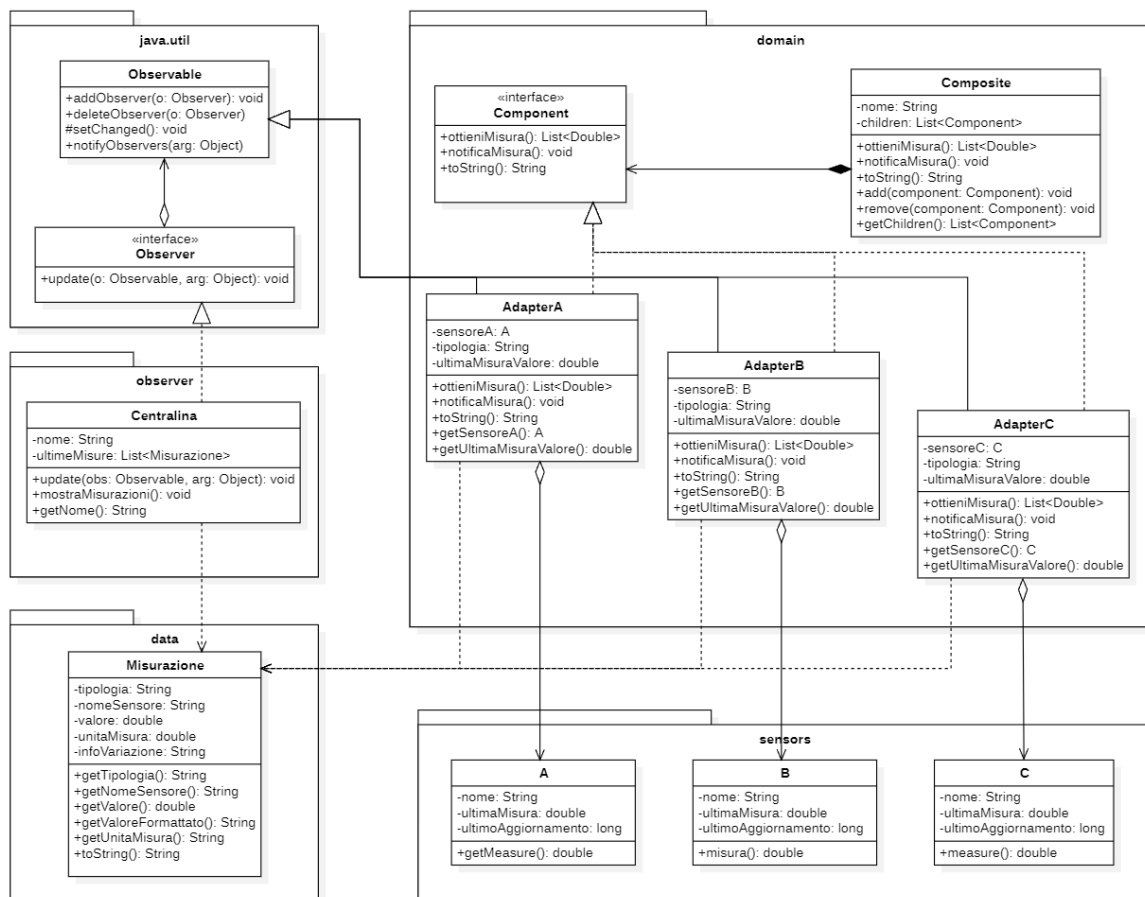 java.util
Observable
+addObserver(o: Observer): void
+deleteObserver(o: Observer)
#setChanged(): void
+notifyObservers(arg: Object)
«interface»
Observer
+update(o: Observable, arg: Object): void
observer
Centralina
-nome: String
-ultimeMisure: List<Misurazione>
+update(obs: Observable, arg: Object): void
+mostraMisurazioni(): void
+getNome(): String
data
Misurazione
-tipologia: String
-nomeSensore: String
-valore: double
-unitaMisura: double
-infoVariazione: String
+getTipologia(): String
+getNomeSensore(): String
+getValore(): double
+getValoreFormattato(): String
+getUnitaMisura(): String
+toString(): String
domain
«interface»
Component
+ottieniMisura(): List<Double>
+notificaMisura(): void
+toString(): String
Composite
-nome: String
-children: List<Component>
+ottieniMisura(): List<Double>
+notificaMisura(): void
+toString(): String
+add(component: Component): void
+remove(component: Component): void
+getChildren(): List<Component>
AdapterA
-sensoreA: A
-tipologia: String
-ultimaMisuraValore: double
+ottieniMisura(): List<Double>
+notificaMisura(): void
+toString(): String
+getSensoreA(): A
+getUltimaMisuraValore(): double
AdapterB
-sensoreB: B
-tipologia: String
-ultimaMisuraValore: double
+ottieniMisura(): List<Double>
+notificaMisura(): void
+toString(): String
+getSensoreB(): B
+getUltimaMisuraValore(): double
AdapterC
-sensoreC: C
-tipologia: String
-ultimaMisuraValore: double
+ottieniMisura(): List<Double>
+notificaMisura(): void
+toString(): String
+getSensoreC(): C
+getUltimaMisuraValore(): double
sensors
A
-nome: String
-ultimaMisura: double
-ultimoAggiornamento: long
+getMeasure(): double
B
-nome: String
-ultimaMisura: double
-ultimoAggiornamento: long
+misura(): double
C
-nome: String
-ultimaMisura: double
-ultimoAggiornamento: long
+measure(): double